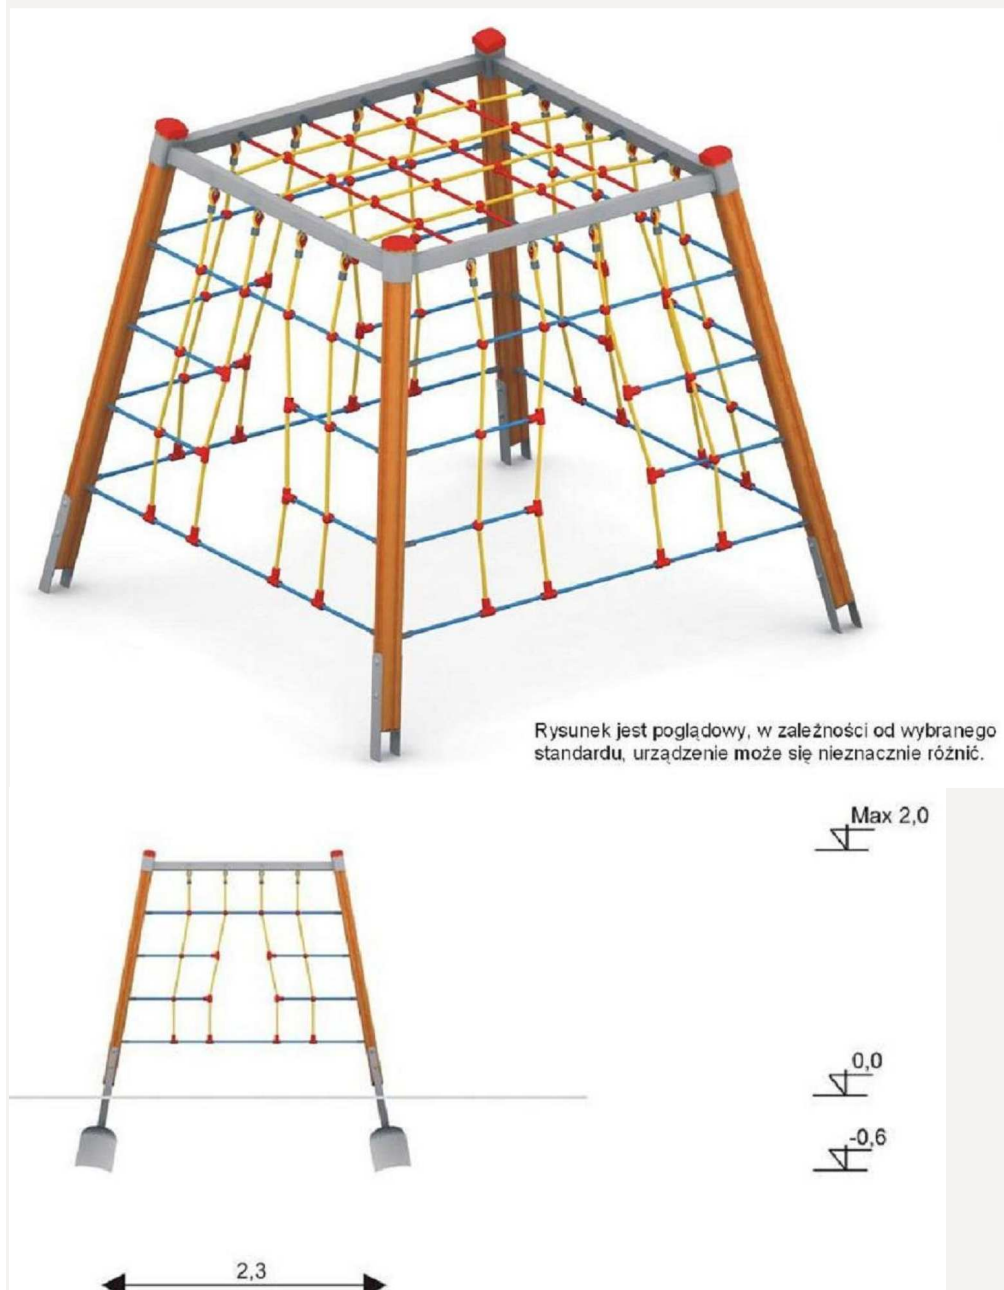 Rysunek jest poglądowy, w zależności od wybranego
standardu, urządzenie może się nieznacznie różnić.
Max 2,0
0,0
-0,6
2,3